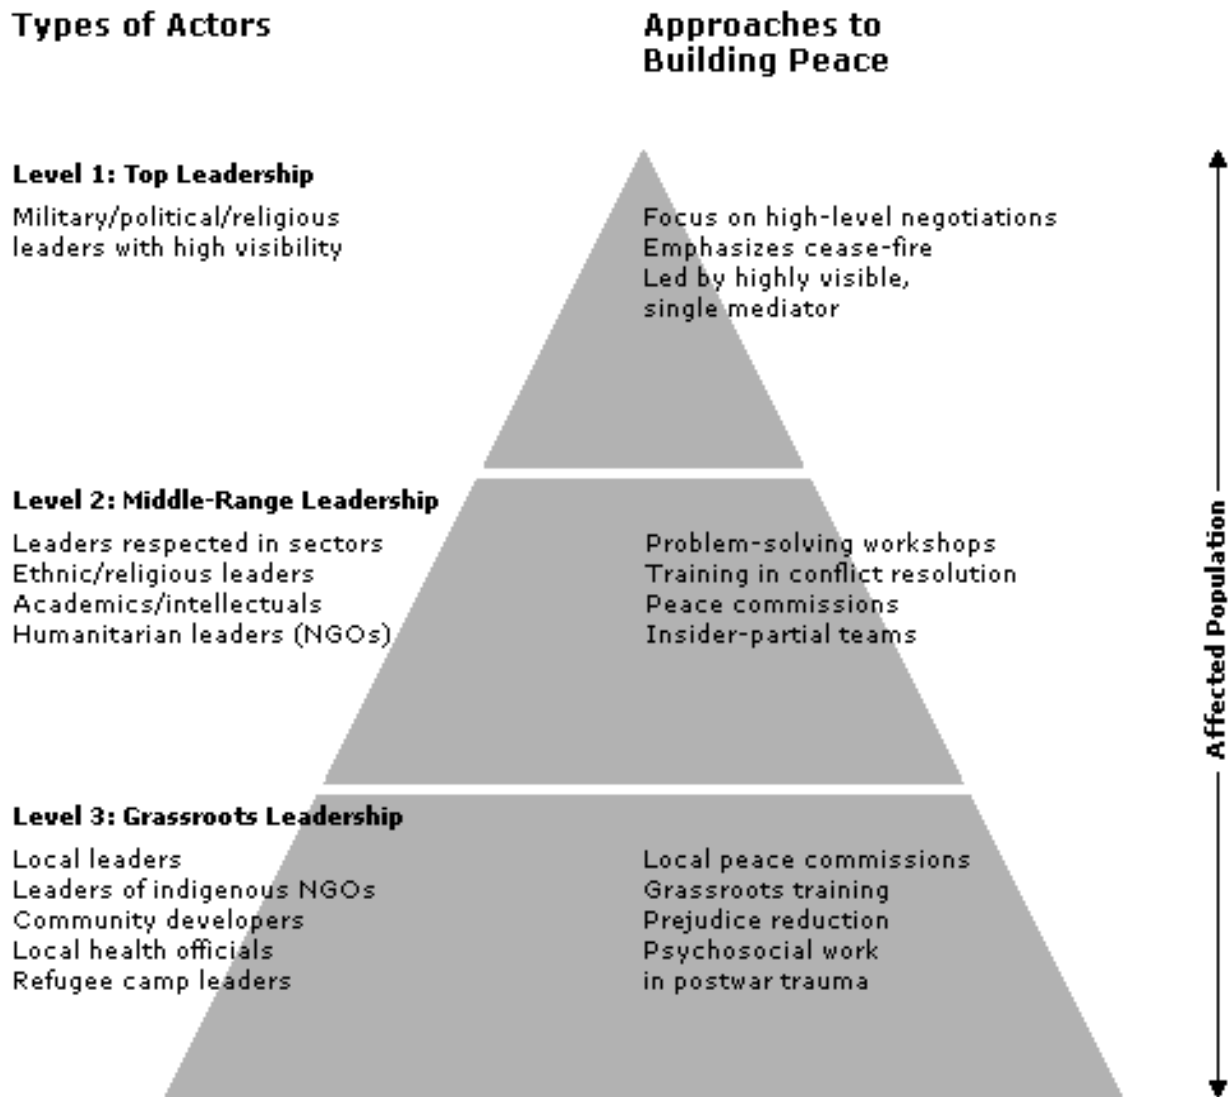 Types of Actors
Approaches to
Building Peace
Level 1: Top Leadership
Military/political/religious
leaders with high visibility
Focus on high-level negotiations
Emphasizes cease-fire
Led by highly visible,
single mediator
Level 2: Middle-Range Leadership
Leaders respected in sectors
Ethnic/religious leaders
Academics/intellectuals
Humanitarian leaders (NGOs)
Problem-solving workshops
Training in conflict resolution
Peace commissions
Insider-partial teams
Level 3: Grassroots Leadership
Local leaders
Leaders of indigenous NGOs
Community developers
Local health officials
Refugee camp leaders
Local peace commissions
Grassroots training
Prejudice reduction
Psychosocial work
in postwar trauma
Affected Population